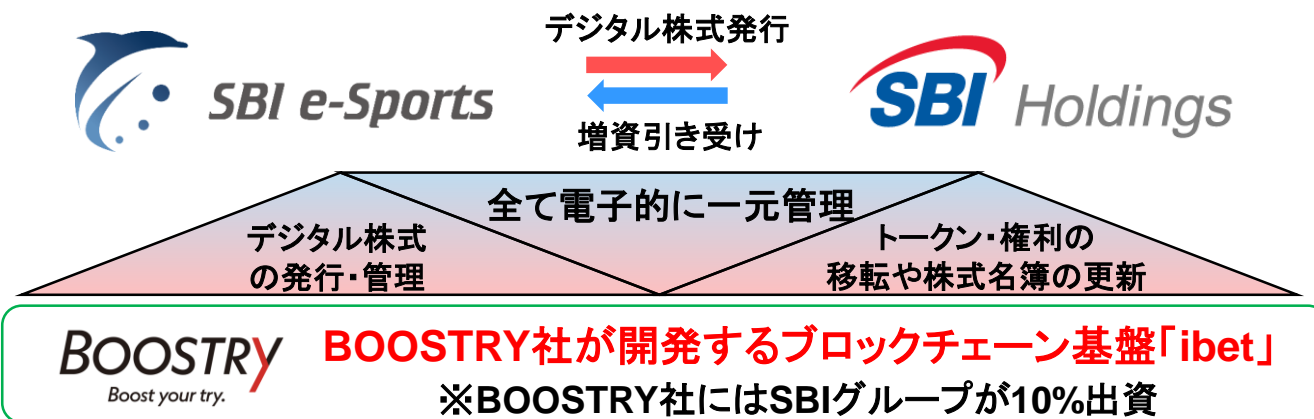 デジタル株式発行
SBI e-Sports
SBI Holdings
増資引き受け
全て電子的に一元管理
デジタル株式
の発行・管理
トークン・権利の
移転や株式名簿の更新
BOOSTRY
Boost your try.
BOOSTRY社が開発するブロックチェーン基盤「ibet」
※BOOSTRY社にはSBIグループが10%出資